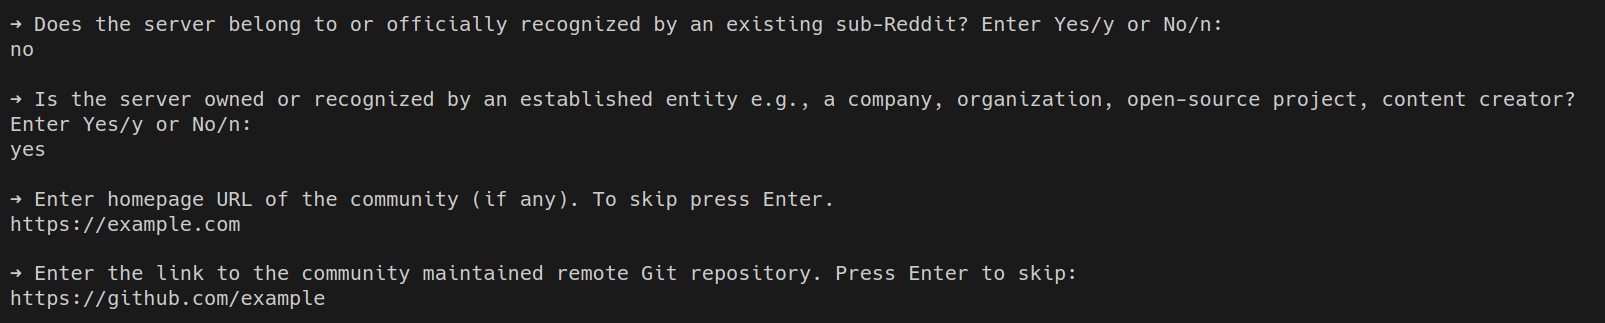 → Does the server belong to or officially recognized by an existing sub-Reddit? Enter Yes/y or No/n:
no
→ Is the server owned or recognized by an established entity e.g., a company, organization, open-source project, content creator?
Enter Yes/y or No/n:
yes
→ Enter homepage URL of the community (if any). To skip press Enter.
https://example.com
→ Enter the link to the community maintained remote Git repository. Press Enter to skip:
https://github.com/example